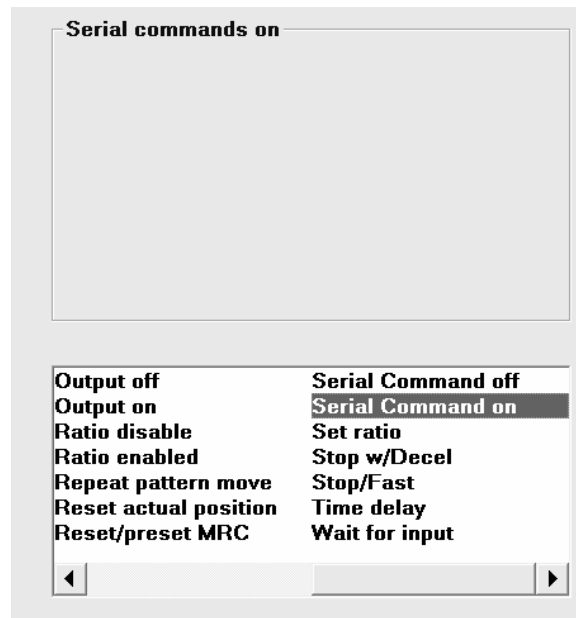 Serial commands on
Output off
Output on
Ratio disable
Ratio enabled
Repeat pattern move
Reset actual position
Reset/preset MRC
Serial Command off
Serial Command on
Set ratio
Stop w/Decel
Stop/Fast
Time delay
Wait for input